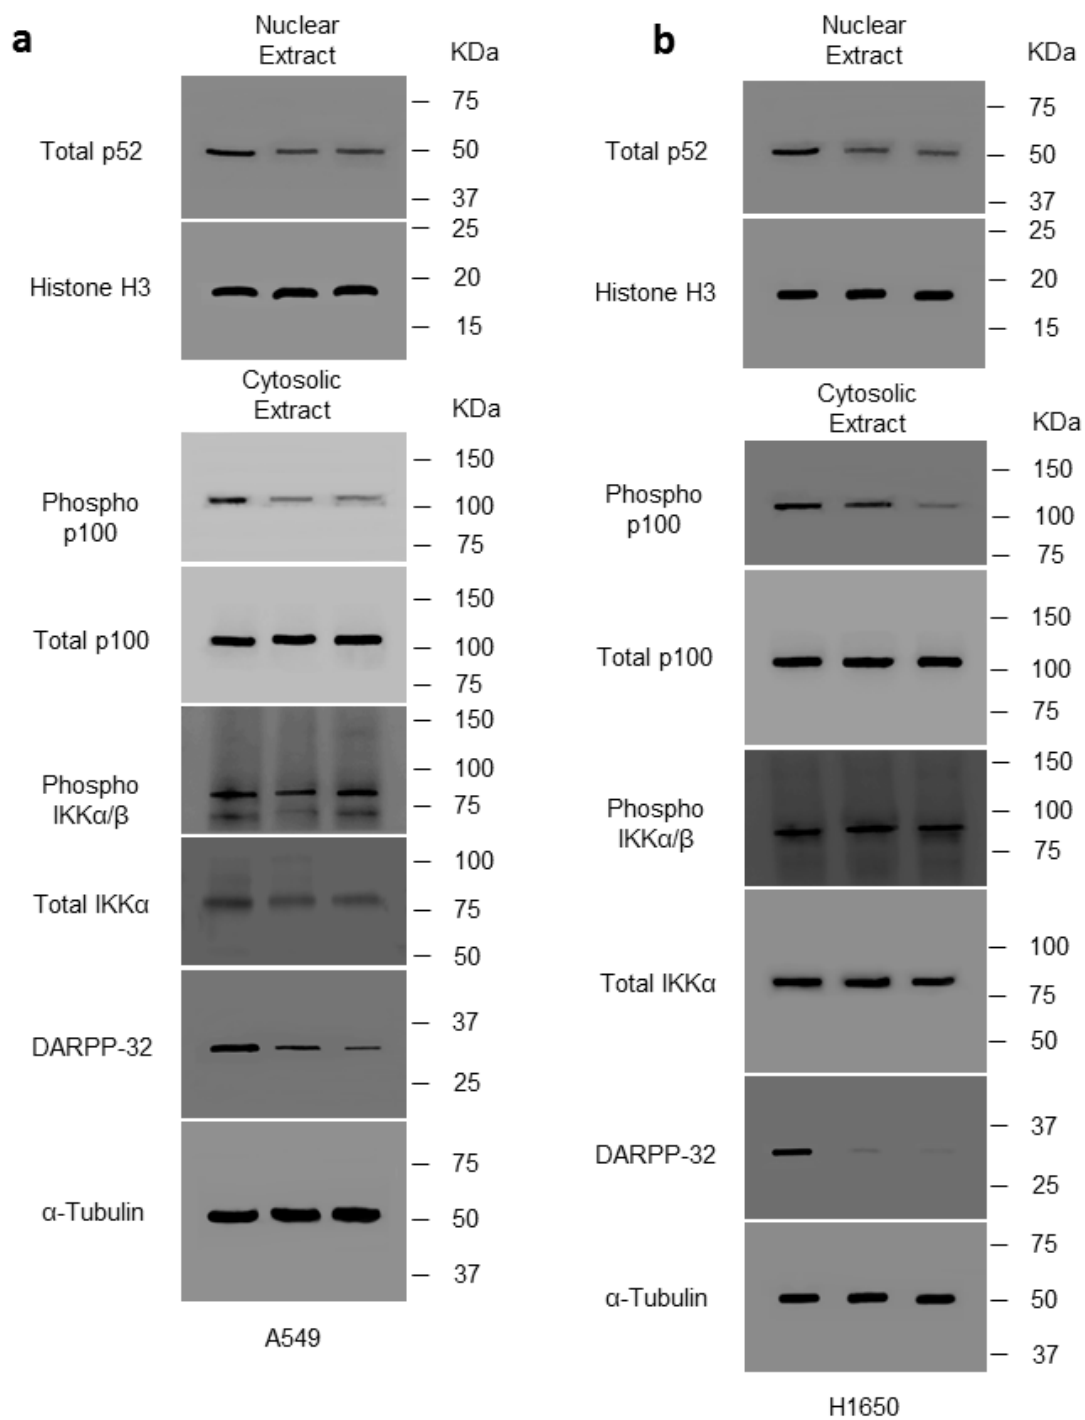 a
Nuclear
Extract
KDa
Total p52
— 75
— 50
— 37
Histone H3
— 25
— 20
— 15
Cytosolic
Extract
KDa
Phospho
p100
— 150
— 100
— 75
Total p100
— 150
— 100
— 75
Phospho
IKKα/β
— 150
— 100
— 75
Total IKKα
— 100
— 75
— 50
DARPP-32
— 37
— 25
α-Tubulin
— 75
— 50
— 37
A549
b
Nuclear
Extract
KDa
Total p52
— 75
— 50
— 37
Histone H3
— 25
— 20
— 15
Cytosolic
Extract
KDa
Phospho
p100
— 150
— 100
— 75
Total p100
— 150
— 100
— 75
Phospho
IKKα/β
— 150
— 100
— 75
Total IKKα
— 100
— 75
— 50
DARPP-32
— 37
— 25
α-Tubulin
— 75
— 50
— 37
H1650